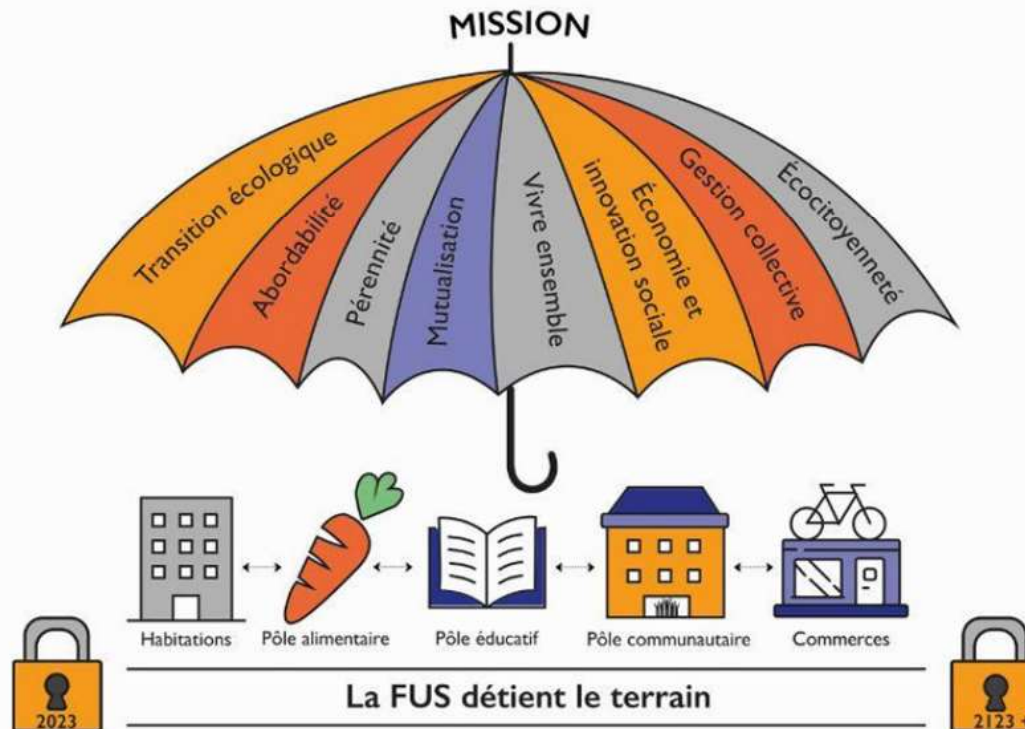 MISSION
Transition écologique
Abordabilité
Pérennité
Mutualisation
Vivre ensemble
Économie et
innovation sociale
Gestion collective
Écocitoyenneté
Habitations
Pôle alimentaire
Pôle éducatif
Pôle communautaire
Commerces
La FUS détient le terrain
2023
2123 +